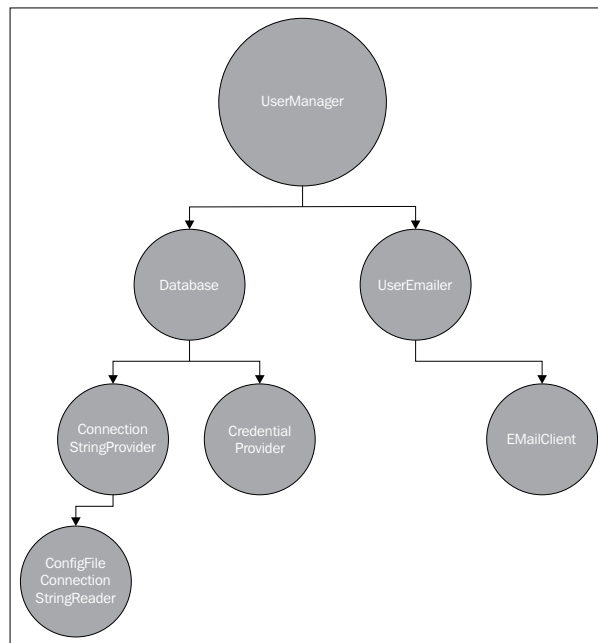 UserManager
Database
UserEmailer
Connection
StringProvider
Credential
Provider
EMailClient
ConfigFile
Connection
StringReader